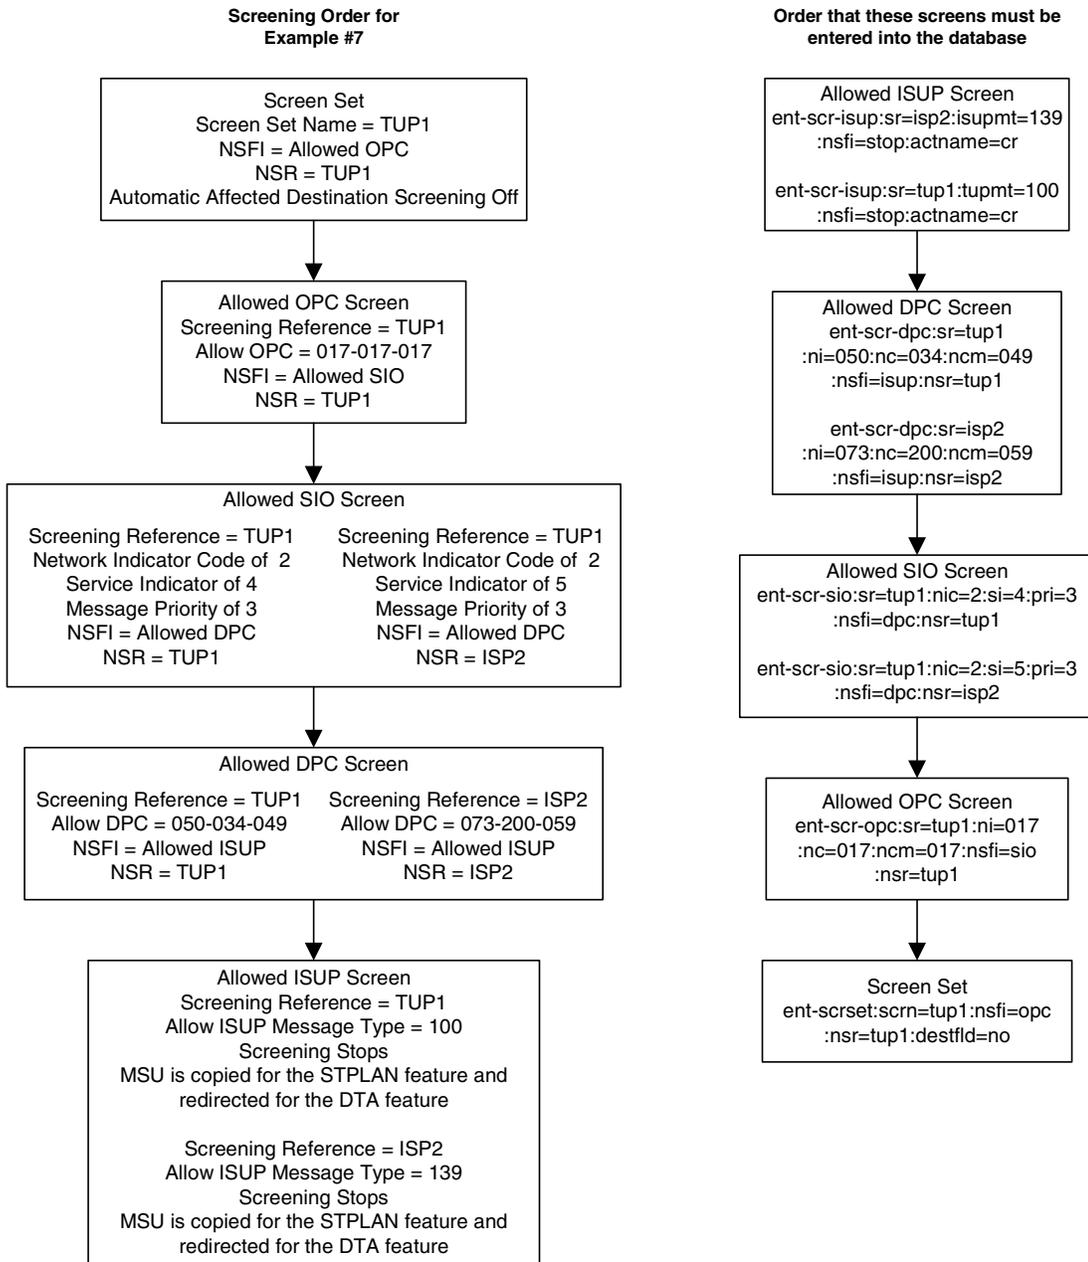 Screening Order for
Example #7
Screen Set
Screen Set Name = TUP1
NSFI = Allowed OPC
NSR = TUP1
Automatic Affected Destination Screening Off
Allowed OPC Screen
Screening Reference = TUP1
Allow OPC = 017-017-017
NSFI = Allowed SIO
NSR = TUP1
Allowed SIO Screen
Screening Reference = TUP1
Network Indicator Code of 2
Service Indicator of 4
Message Priority of 3
NSFI = Allowed DPC
NSR = TUP1
Screening Reference = TUP1
Network Indicator Code of 2
Service Indicator of 5
Message Priority of 3
NSFI = Allowed DPC
NSR = ISP2
Allowed DPC Screen
Screening Reference = TUP1
Allow DPC = 050-034-049
NSFI = Allowed ISUP
NSR = TUP1
Screening Reference = ISP2
Allow DPC = 073-200-059
NSFI = Allowed ISUP
NSR = ISP2
Allowed ISUP Screen
Screening Reference = TUP1
Allow ISUP Message Type = 100
Screening Stops
MSU is copied for the STPLAN feature and
redirected for the DTA feature
Screening Reference = ISP2
Allow ISUP Message Type = 139
Screening Stops
MSU is copied for the STPLAN feature and
redirected for the DTA feature
Order that these screens must be
entered into the database
Allowed ISUP Screen
ent-scr-isup:sr=isp2:isupmt=139
:nsfi=stop:actname=cr
ent-scr-isup:sr=tup1:tupmt=100
:nsfi=stop:actname=cr
Allowed DPC Screen
ent-scr-dpc:sr=tup1
:ni=050:nc=034:ncm=049
:nsfi=isup:nsr=tup1
ent-scr-dpc:sr=isp2
:ni=073:nc=200:ncm=059
:nsfi=isup:nsr=isp2
Allowed SIO Screen
ent-scr-sio:sr=tup1:nic=2:si=4:pri=3
:nsfi=dpc:nsr=tup1
ent-scr-sio:sr=tup1:nic=2:si=5:pri=3
:nsfi=dpc:nsr=isp2
Allowed OPC Screen
ent-scr-opc:sr=tup1:ni=017
:nc=017:ncm=017:nsfi=sio
:nsr=tup1
Screen Set
ent-scrset:scrn=tup1:nsfi=opc
:nsr=tup1:destfld=no